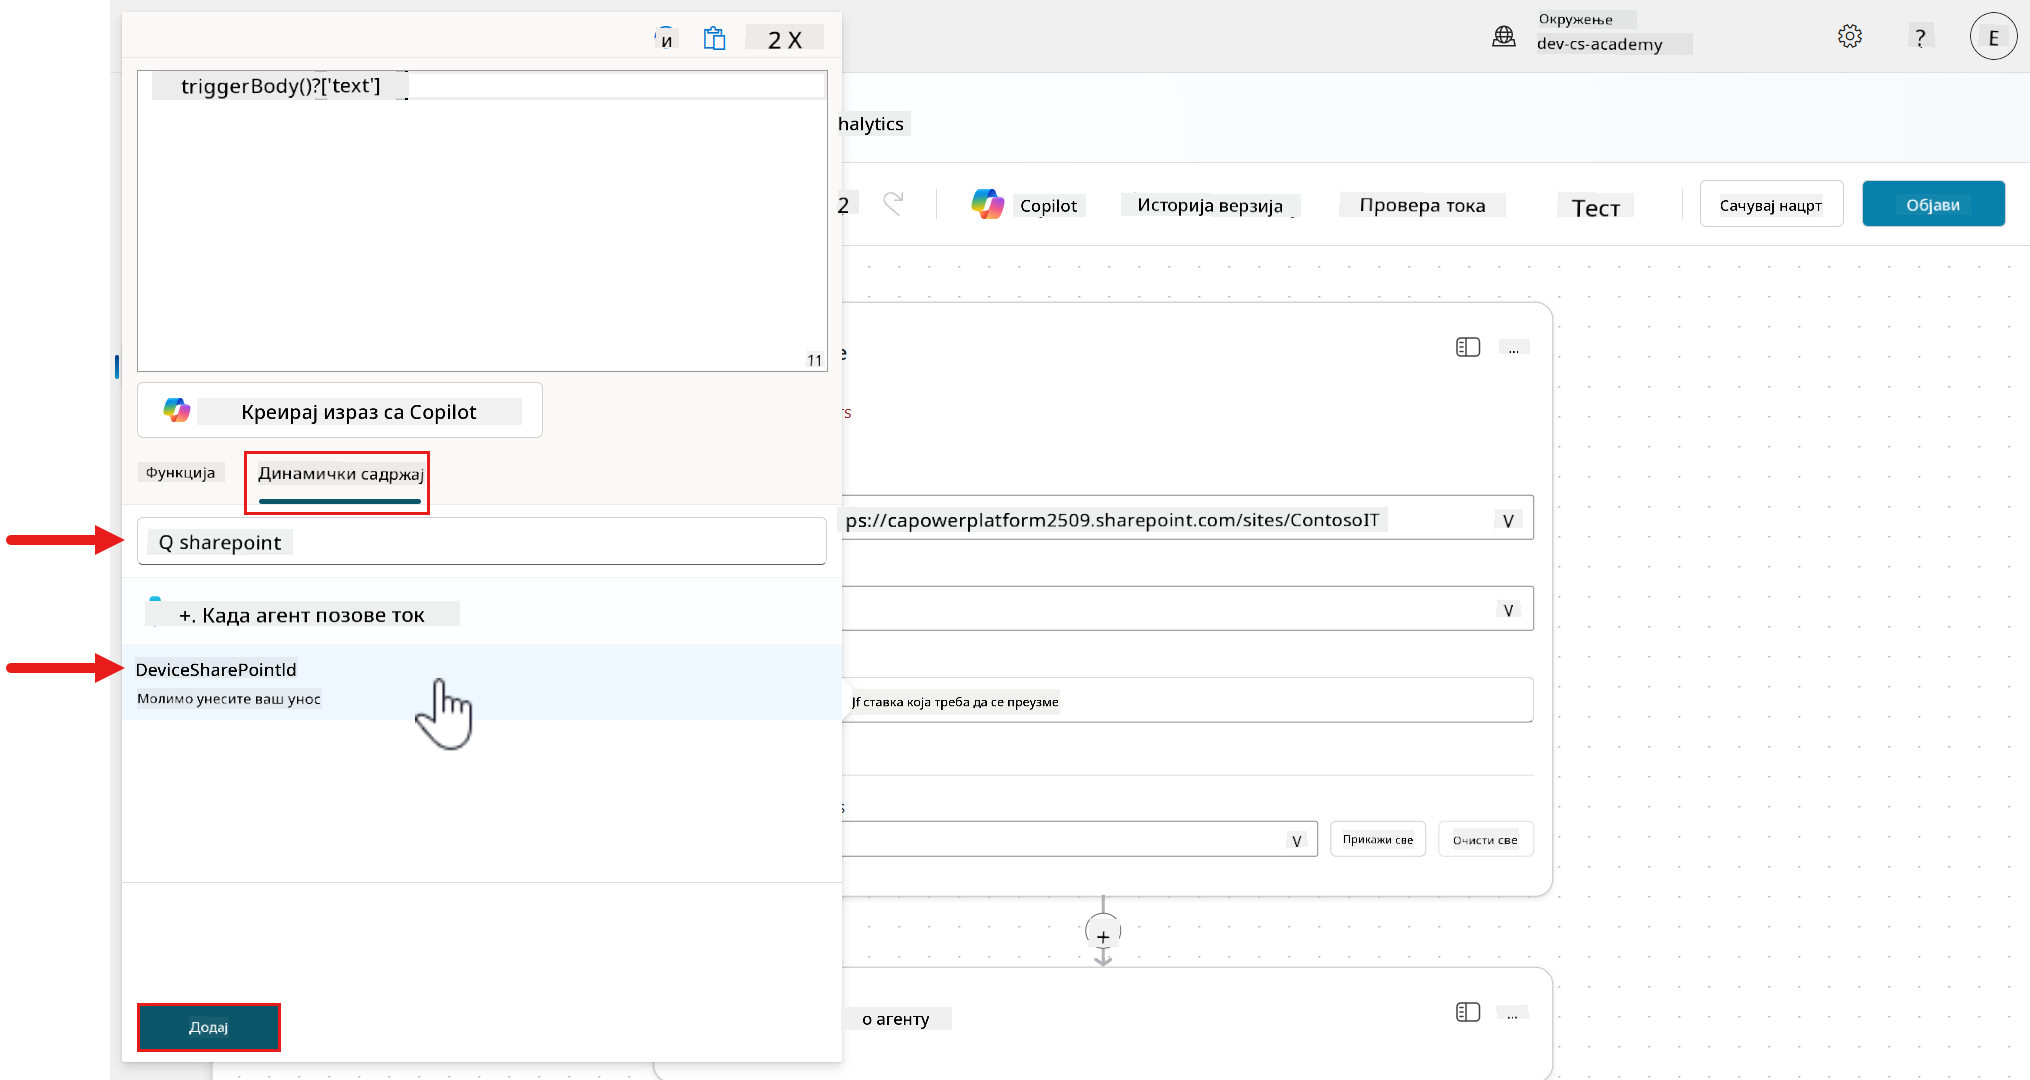 и
2 X
Окружење
dev-cs-academy
?
E
triggerBody()?['text']
11
halytics
2
Copilot
Историја верзија
Провера тока
Тест
Сачувај нацрт
Објави
Креирај израз са Copilot
Функција
Динамички садржај
Q sharepoint
+. Када агент позове ток
DeviceSharePointId
Молимо унесите ваш унос
Додај
e
...
rs
ps://capowerplatform2509.sharepoint.com/sites/ContosoIT
V
V
Jf ставка која треба да се преузме
s
V
Прикажи све
Очисти све
+
о агенту
...